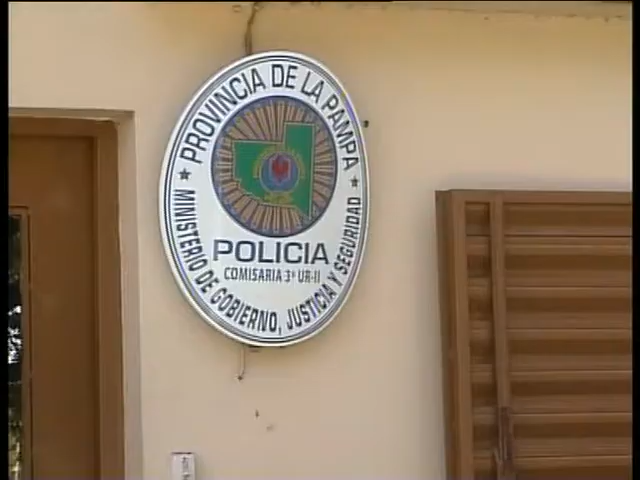 PROVINCIA DE LA PAMPA
POLICIA
COMISARIA 3ª UR-II
MINISTERIO DE GOBIERNO, JUSTICIA Y SEGURIDAD